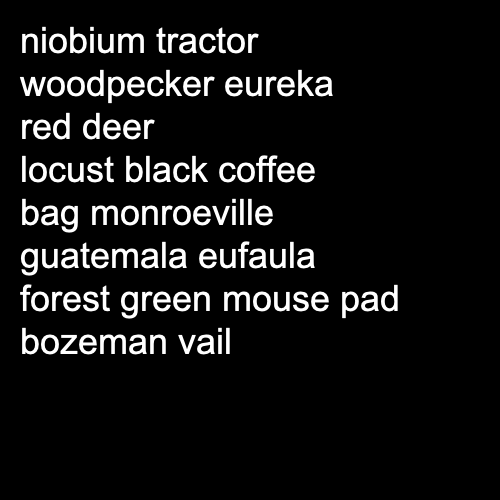 niobium tractor
woodpecker eureka
red deer
locust black coffee
bag monroeville
guatemala eufaula
forest green mouse pad
bozeman vail